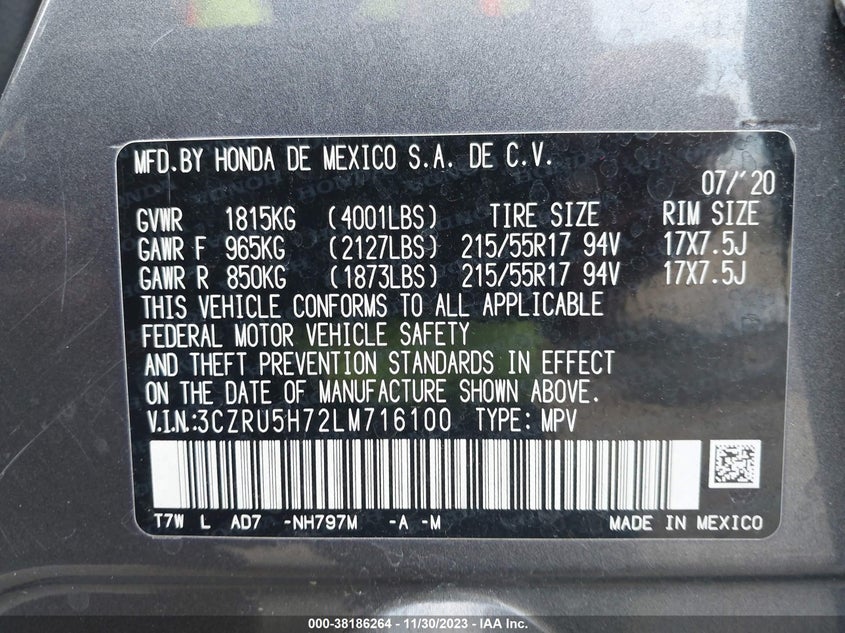 MFD.BY HONDA DE MEXICO S.A. DE C.V.
07/'20
GVWR 1815KG (4001LBS) TIRE SIZE RIM SIZE
GAWR F 965KG (2127LBS) 215/55R17 94V 17X7.5J
GAWR R 850KG (1873LBS) 215/55R17 94V 17X7.5J
THIS VEHICLE CONFORMS TO ALL APPLICABLE
FEDERAL MOTOR VEHICLE SAFETY
AND THEFT PREVENTION STANDARDS IN EFFECT
ON THE DATE OF MANUFACTURE SHOWN ABOVE.
V.I.N.:3CZRU5H72LM716100 TYPE: MPV
T7W L AD7 -NH797M -A -M MADE IN MEXICO
000-38186264 - 11/30/2023 - IAA Inc.